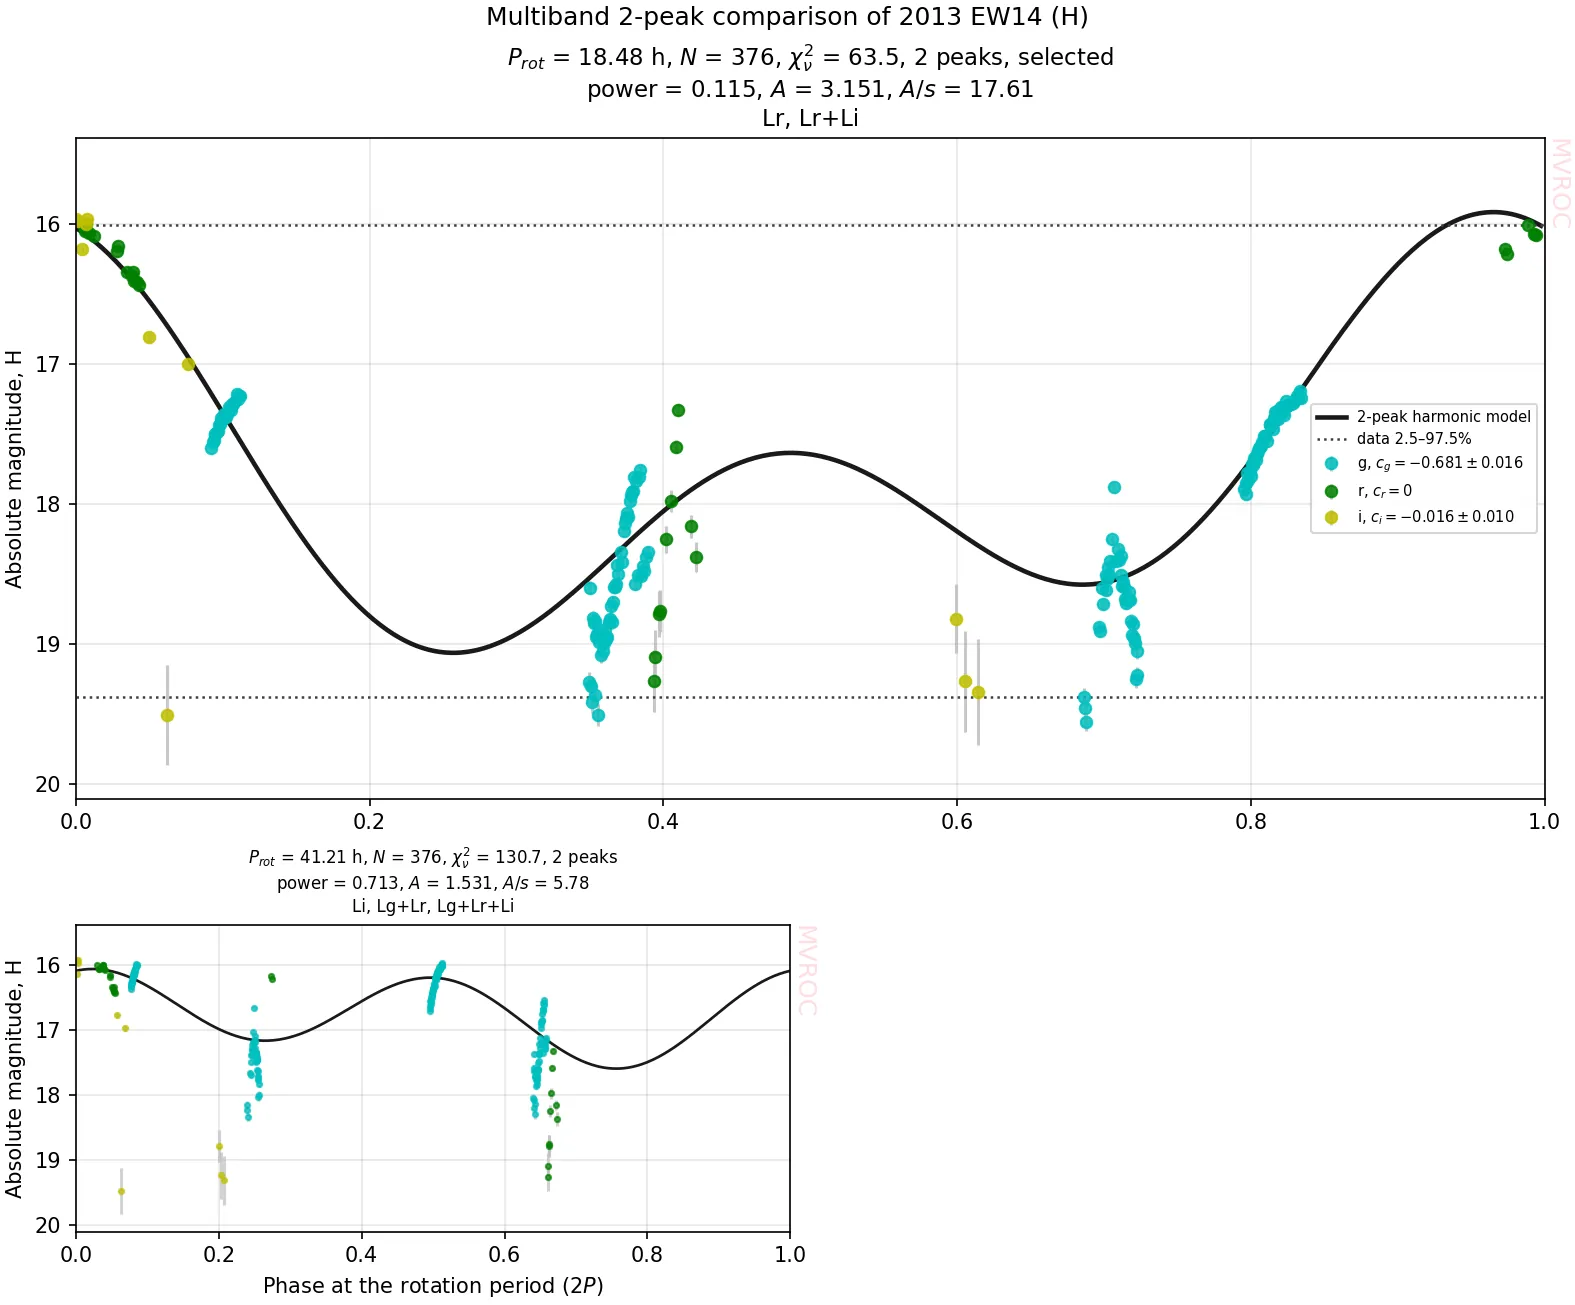 Multiband 2-peak comparison of 2013 EW14 (H)
P_rot = 18.48 h, N = 376, χ²_ν = 63.5, 2 peaks, selected
power = 0.115, A = 3.151, A/s = 17.61
Lr, Lr+Li
MVROC
Absolute magnitude, H
16
17
18
19
20
2-peak harmonic model
data 2.5–97.5%
g, c_g = −0.681 ± 0.016
r, c_r = 0
i, c_i = −0.016 ± 0.010
0.0 0.2 0.4 0.6 0.8 1.0
P_rot = 41.21 h, N = 376, χ²_ν = 130.7, 2 peaks
power = 0.713, A = 1.531, A/s = 5.78
Li, Lg+Lr, Lg+Lr+Li
MVROC
Absolute magnitude, H
16
17
18
19
20
0.0 0.2 0.4 0.6 0.8 1.0
Phase at the rotation period (2P)